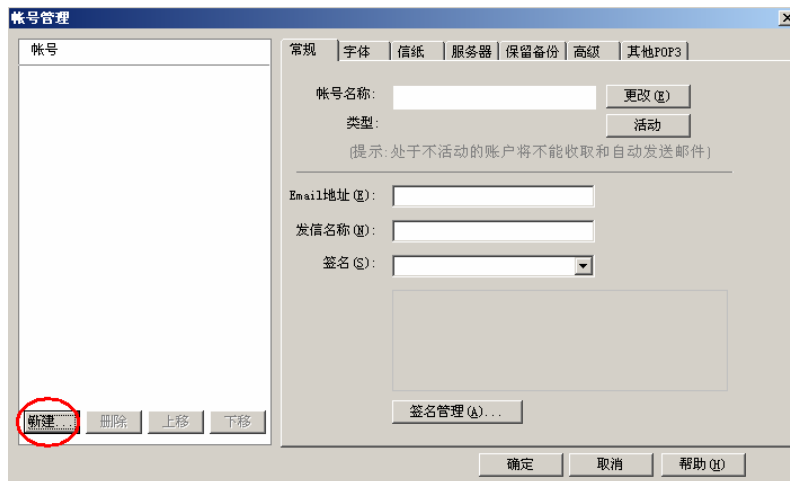 帐号管理
帐号
常规 字体 信纸 服务器 保留备份 高级 其他POP3
帐号名称:
更改(E)
类型:
活动
(提示:处于不活动的账户将不能收取和自动发送邮件)
Email地址(E):
发信名称(N):
签名(S):
签名管理(A)...
新建... 删除 上移 下移
确定 取消 帮助(H)